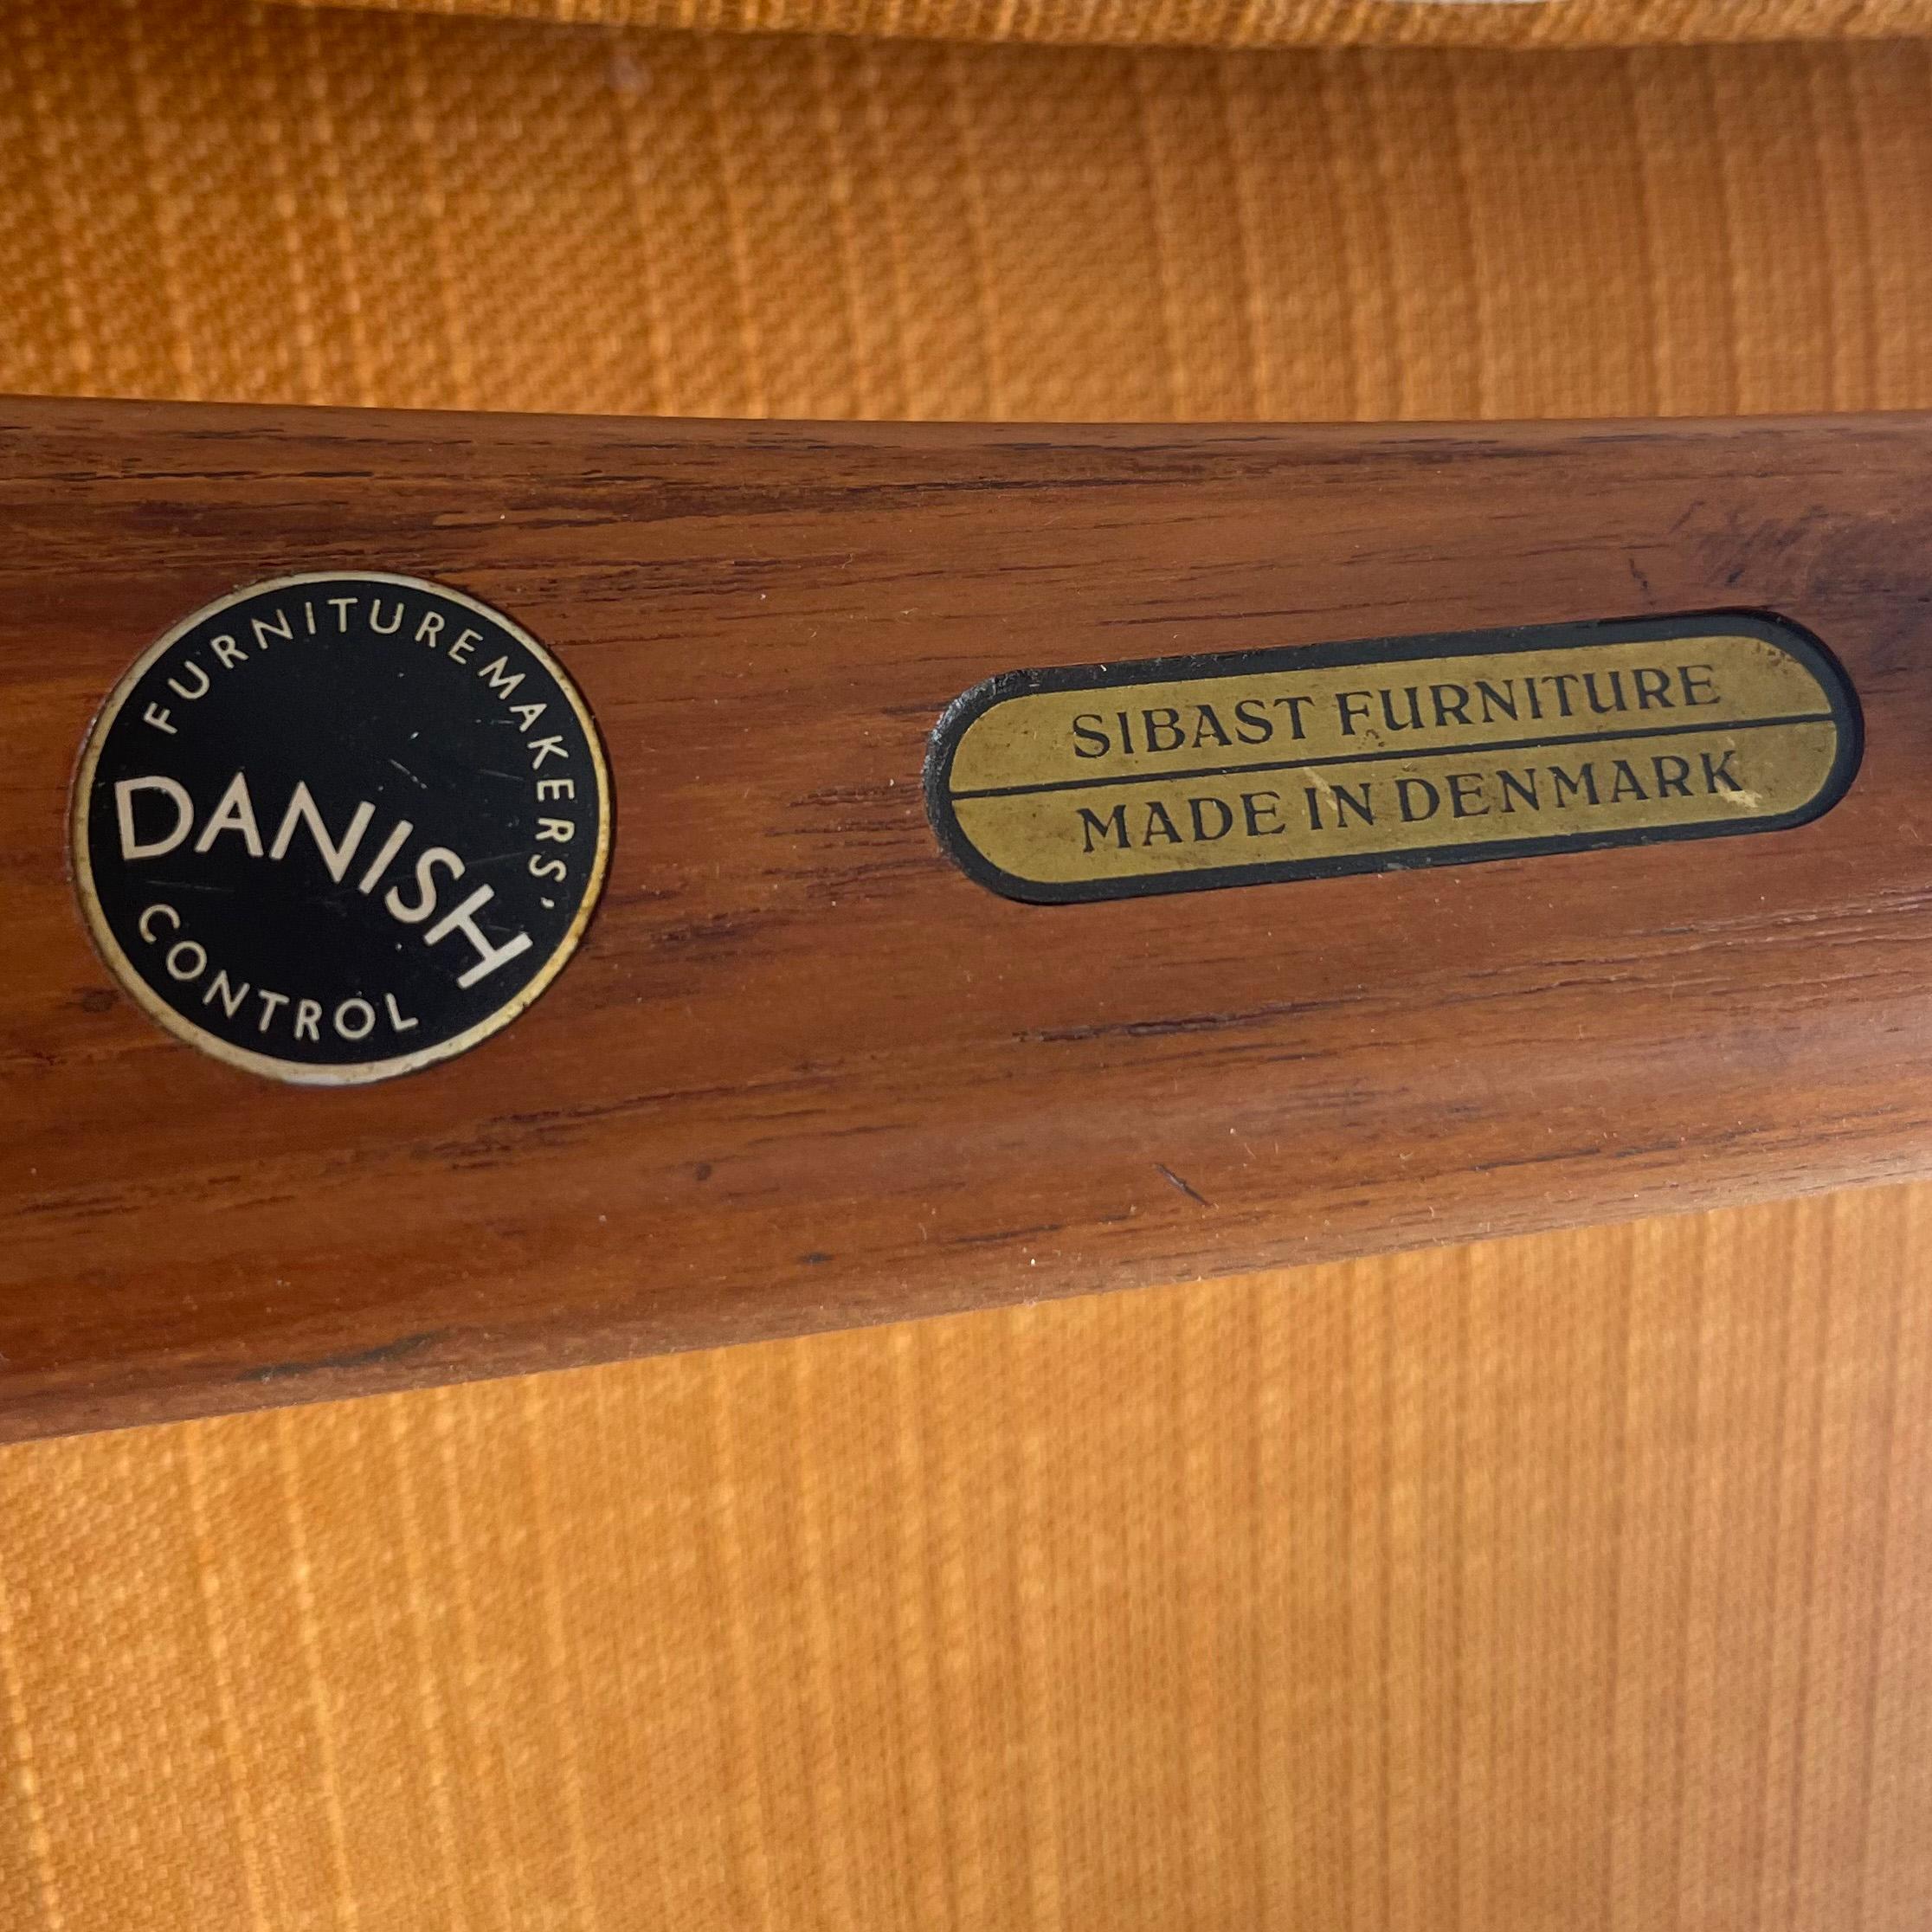 FURNITUREMAKERS'
DANISH
CONTROL
SIBAST FURNITURE
MADE IN DENMARK